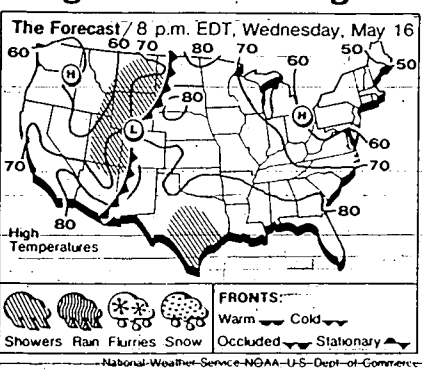 The Forecast / 8 p.m. EDT, Wednesday, May 16
60
60 70
80
70
60
50
50
H
80
L
H
60
70
70
80
80
High
Temperatures
Showers Rain Flurries Snow
FRONTS:
Warm Cold
Occluded Stationary
National Weather Service NOAA U S Dept of Commerce